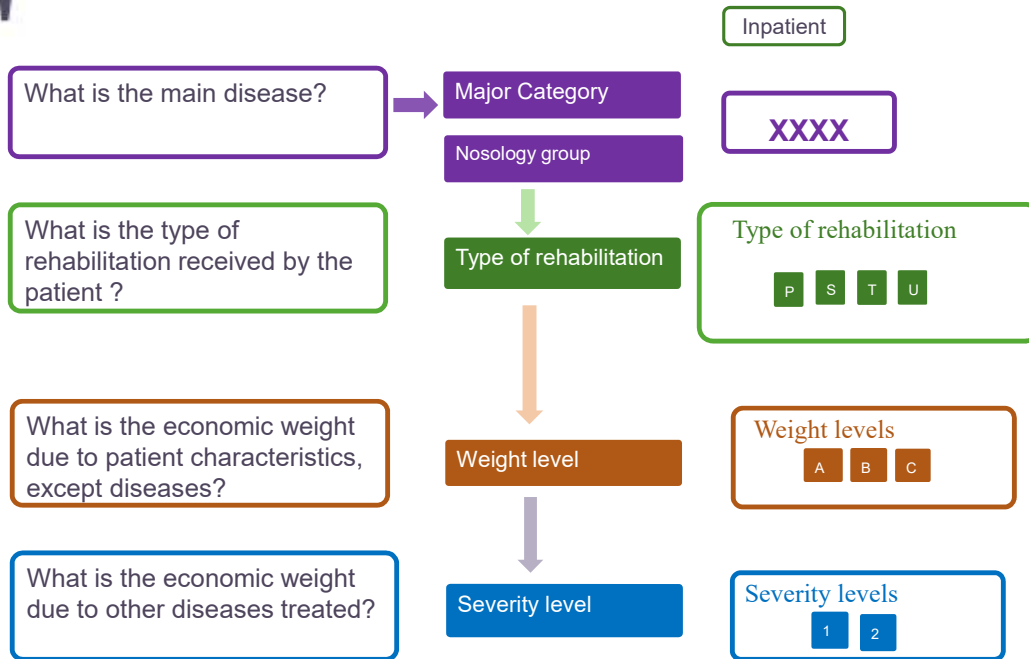 Inpatient
What is the main disease?
Major Category
XXXX
Nosology group
What is the type of
rehabilitation received by the
patient ?
Type of rehabilitation
Type of rehabilitation
P S T U
What is the economic weight
due to patient characteristics,
except diseases?
Weight level
Weight levels
A B C
What is the economic weight
due to other diseases treated?
Severity level
Severity levels
1 2